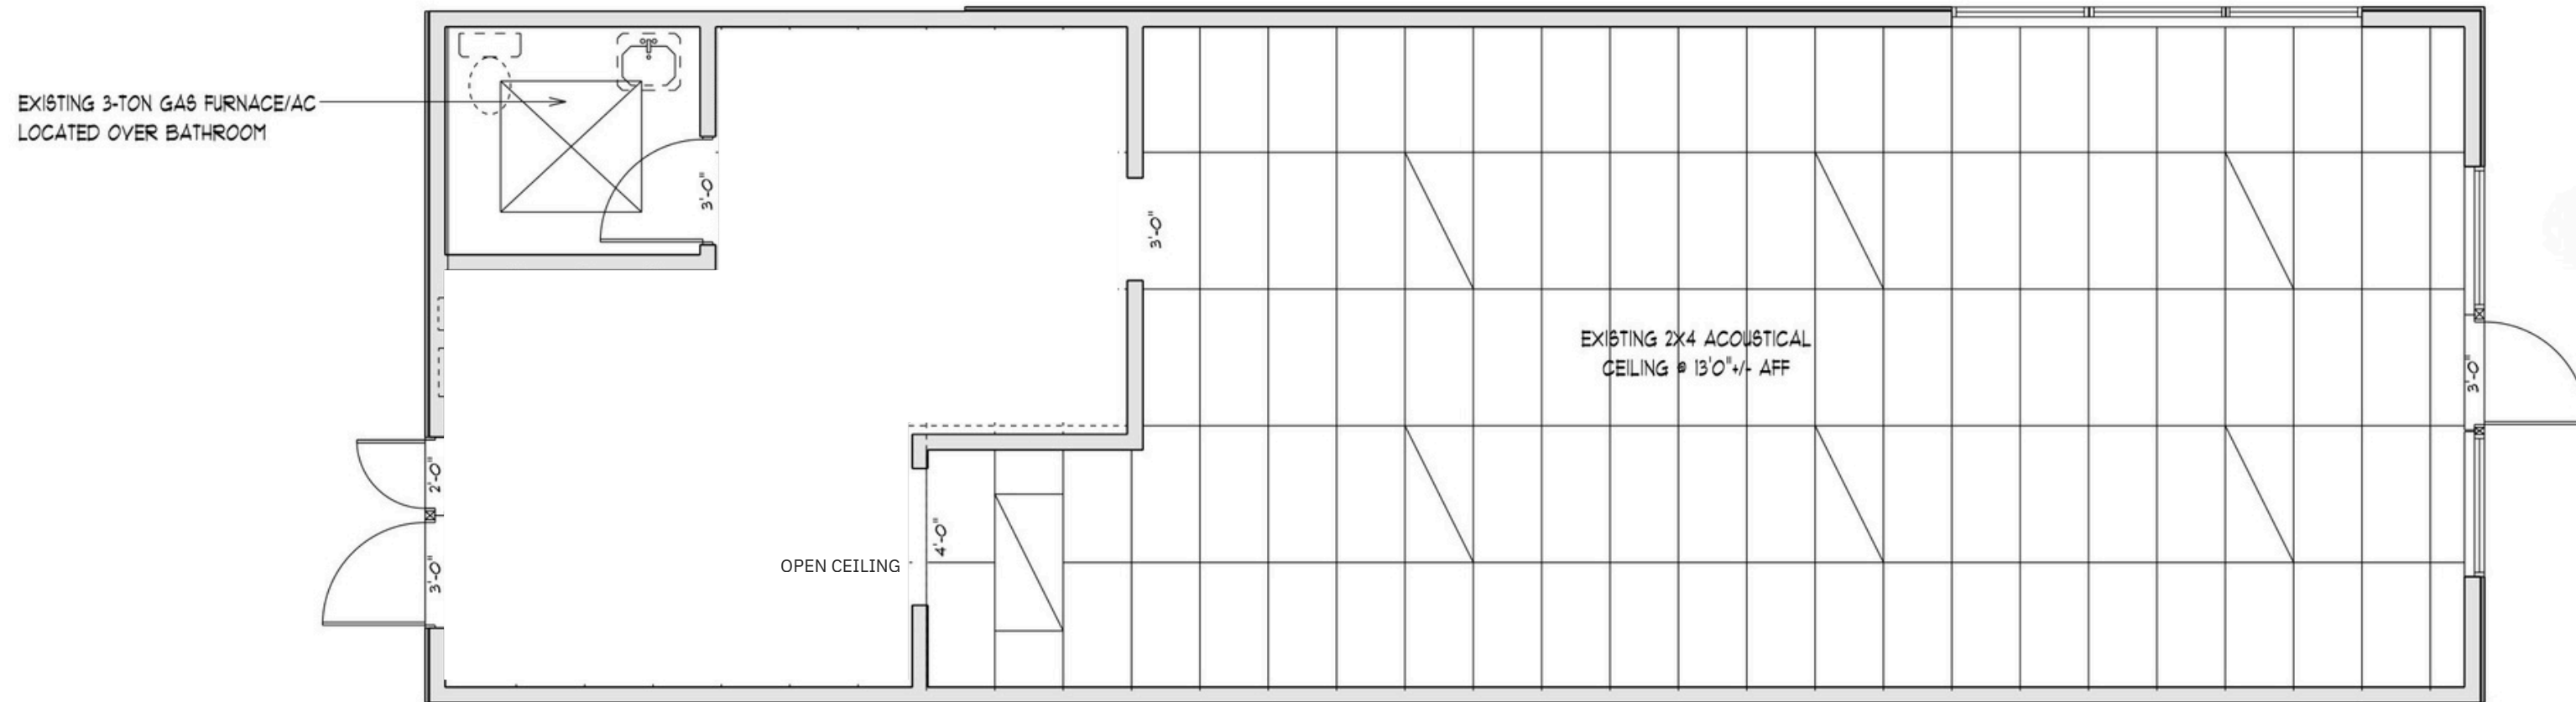 EXISTING 3-TON GAS FURNACE/AC
LOCATED OVER BATHROOM
3'-0"
3'-0"
EXISTING 2X4 ACOUSTICAL
CEILING @ 13'0"+/- AFF
3'-0"
2'-0"
4'-0"
OPEN CEILING
3'-0"